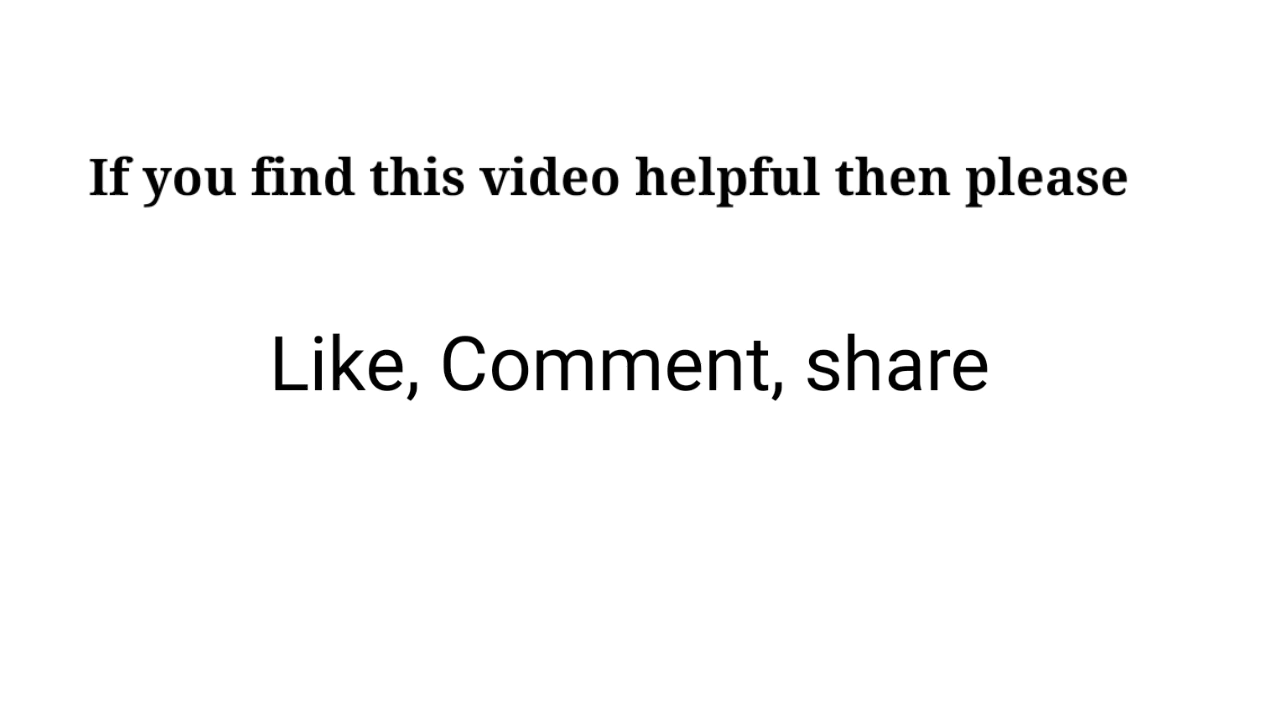 If you find this video helpful then please
Like, Comment, share